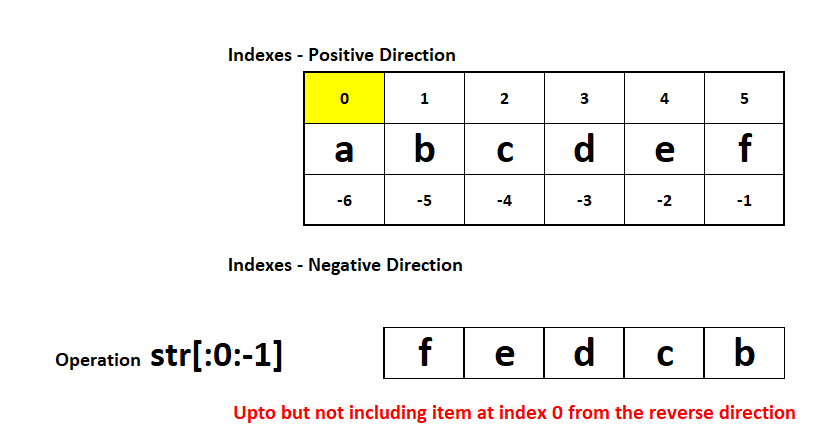 Indexes - Positive Direction
0 1 2 3 4 5
a b c d e f
-6 -5 -4 -3 -2 -1
Indexes - Negative Direction
Operation str[:0:-1] f e d c b
Upto but not including item at index 0 from the reverse direction